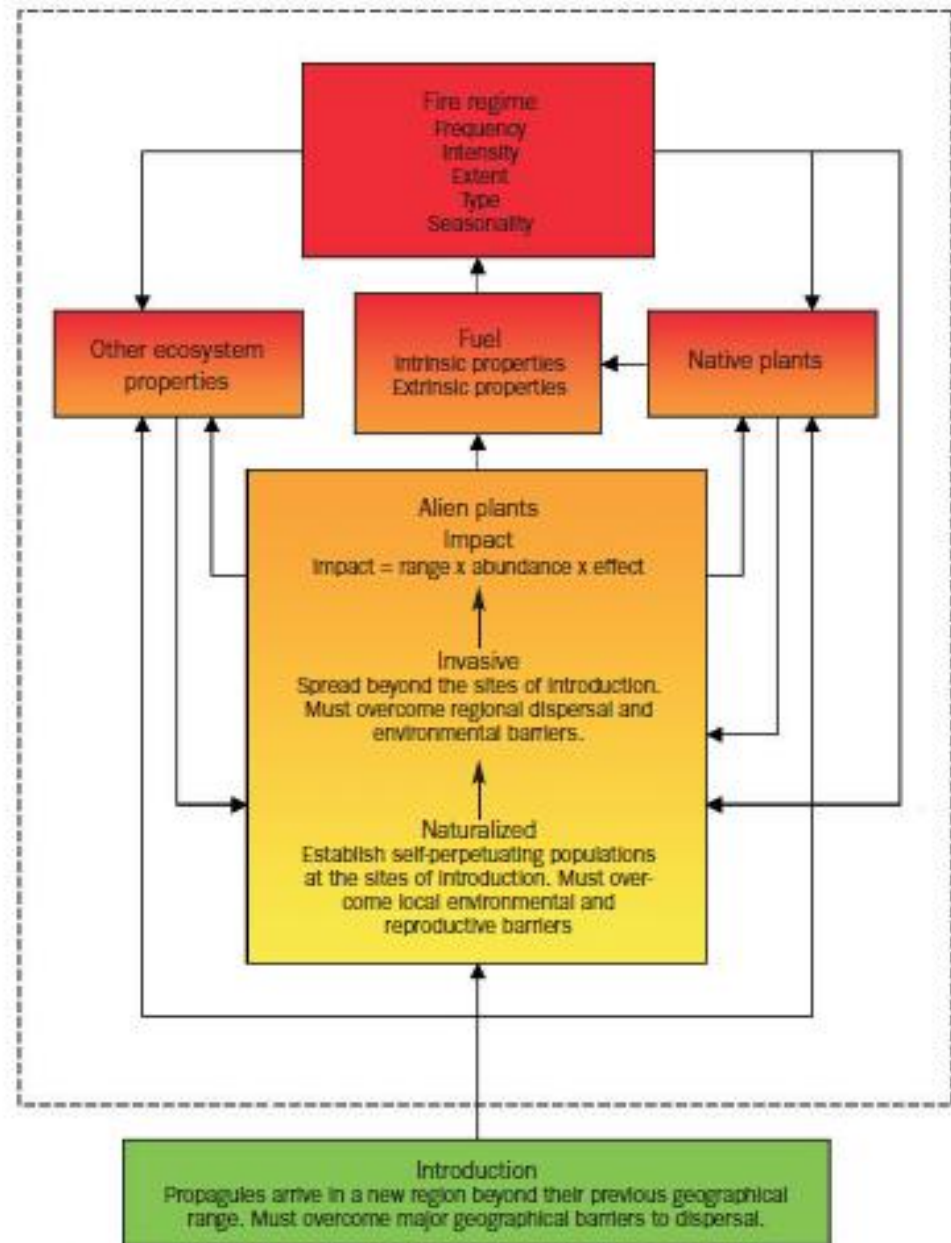 Fire regime
Frequency
Intensity
Extent
Type
Seasonality
Other ecosystem
properties
Fuel
Intrinsic properties
Extrinsic properties
Native plants
Alien plants
Impact
Impact = range x abundance x effect
Invasive
Spread beyond the sites of introduction.
Must overcome regional dispersal and
environmental barriers.
Naturalized
Establish self-perpetuating populations
at the sites of introduction. Must over-
come local environmental and
reproductive barriers
Introduction
Propagules arrive in a new region beyond their previous geographical
range. Must overcome major geographical barriers to dispersal.